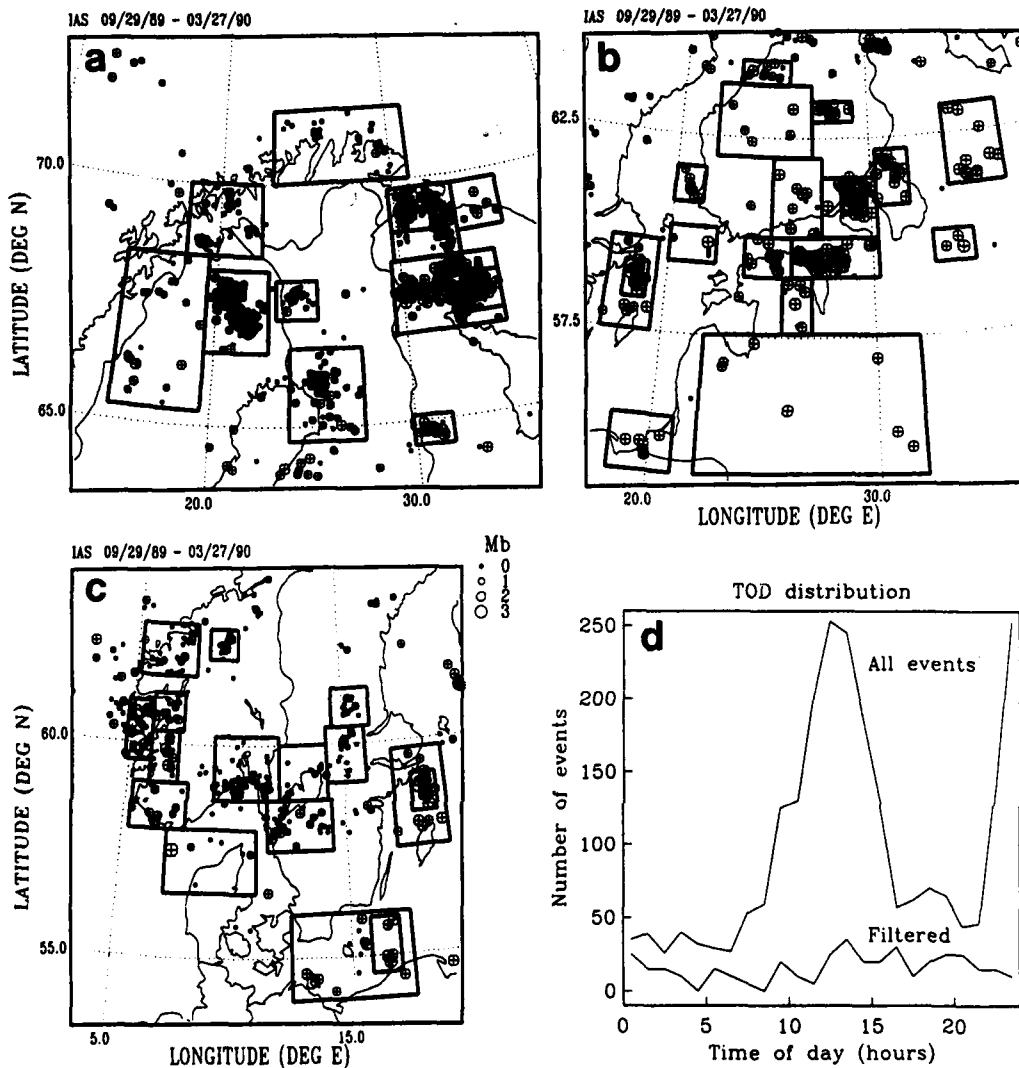 IAS 09/29/89 - 03/27/90
a
LATITUDE (DEG N)
70.0
65.0
20.0
30.0
IAS 09/29/89 - 03/27/90
b
62.5
57.5
20.0
30.0
LONGITUDE (DEG E)
IAS 09/29/89 - 03/27/90
c
Mb
0
1
2
3
LATITUDE (DEG N)
60.0
55.0
5.0
15.0
LONGITUDE (DEG E)
TOD distribution
d
All events
Filtered
Number of events
250
200
150
100
50
0
0
5
10
15
20
Time of day (hours)